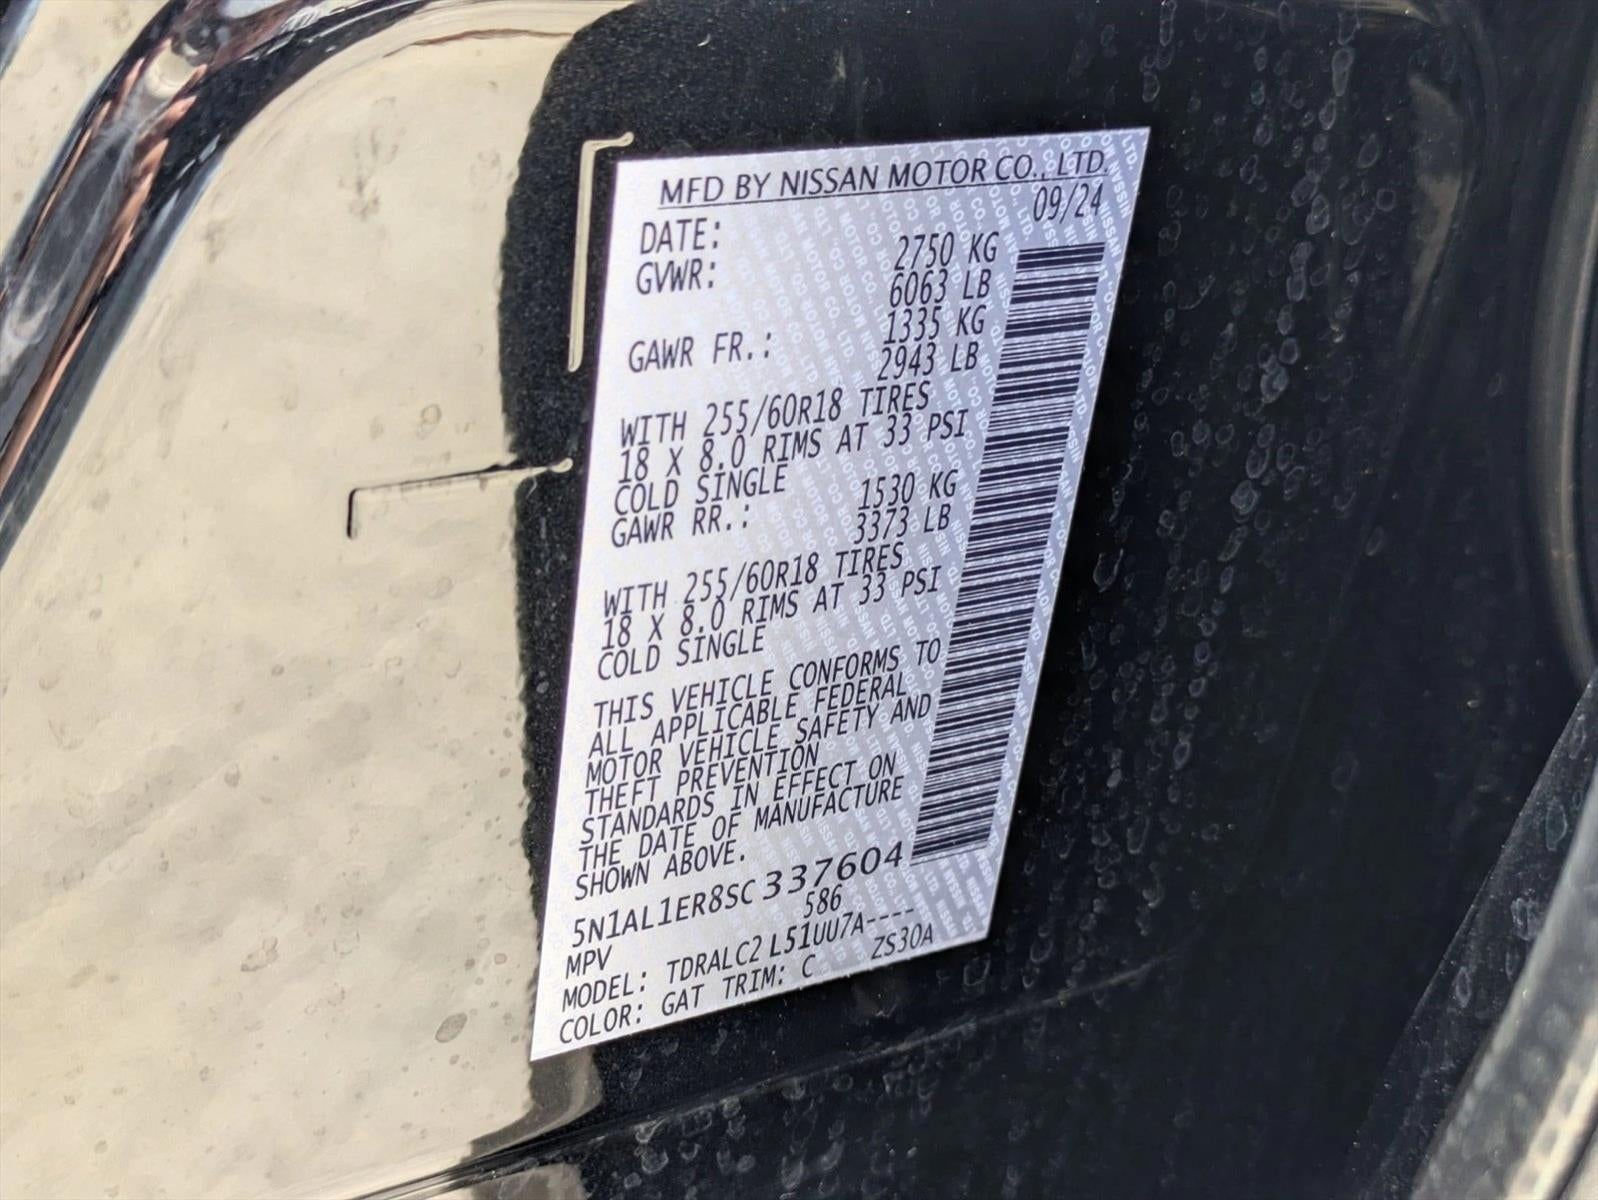 MFD BY NISSAN MOTOR CO., LTD.
DATE: 09/24
GVWR: 2750 KG
6063 LB
GAWR FR.: 1335 KG
2943 LB
WITH 255/60R18 TIRES
18 X 8.0 RIMS AT 33 PSI
COLD SINGLE
GAWR RR.: 1530 KG
3373 LB
WITH 255/60R18 TIRES
18 X 8.0 RIMS AT 33 PSI
COLD SINGLE
THIS VEHICLE CONFORMS TO
ALL APPLICABLE FEDERAL
MOTOR VEHICLE SAFETY AND
THEFT PREVENTION
STANDARDS IN EFFECT ON
THE DATE OF MANUFACTURE
SHOWN ABOVE.
5N1AL1ER8SC337604
MPV 586
MODEL: TDRALC2 L51UU7A----
COLOR: GAT TRIM: C ZS30A